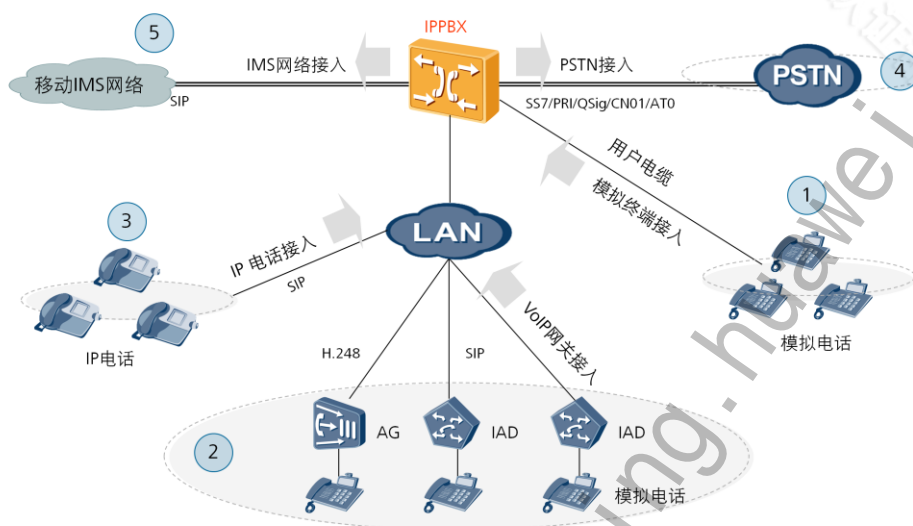 5
IPPBX
移动IMS网络
SIP
IMS网络接入
PSTN接入
SS7/PRI/QSig/CN01/AT0
PSTN
4
用户电缆
模拟终端接入
1
模拟电话
3
IP 电话接入
SIP
IP电话
LAN
H.248
SIP
VoIP网关接入
2
AG
IAD
IAD
模拟电话
ng.huawei